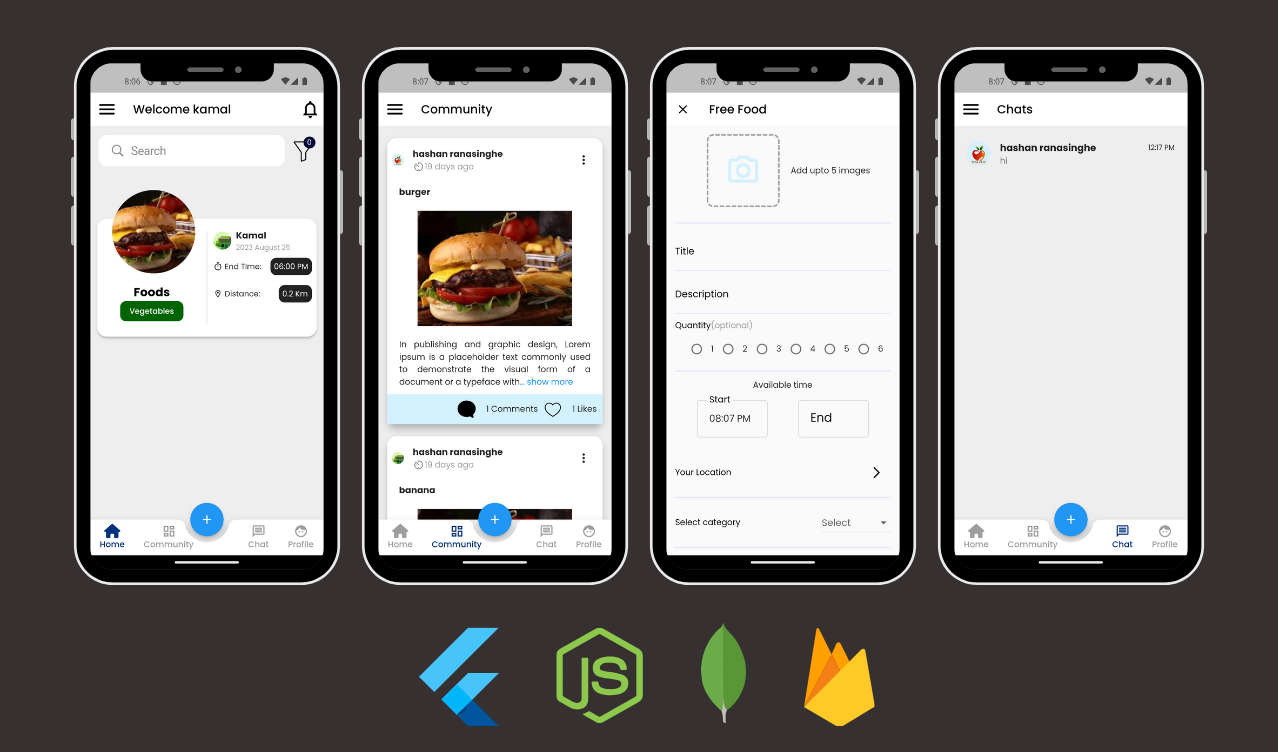 8:06
Welcome kamal
Search
0
Kamal
2023 August 25
End Time: 06:00 PM
Distance: 0.2 Km
Foods
Vegetables
Home
Community
+
Chat
Profile
8:07
Community
hashan ranasinghe
19 days ago
burger
In publishing and graphic design, Lorem
ipsum is a placeholder text commonly used
to demonstrate the visual form of a
document or a typeface with... show more
1 Comments
1 Likes
hashan ranasinghe
19 days ago
banana
Home
Community
+
Chat
Profile
8:07
Free Food
Add upto 5 images
Title
Description
Quantity(optional)
1 2 3 4 5 6
Available time
Start
08:07 PM
End
Your Location
Select category
Select
8:07
Chats
hashan ranasinghe
12:17 PM
hi
Home
Community
+
Chat
Profile
JS